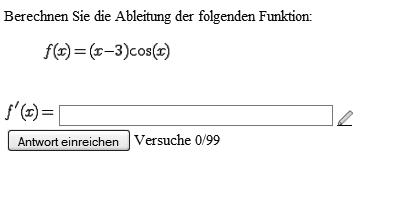 Berechnen Sie die Ableitung der folgenden Funktion:
f(x)=(x−3)cos(x)
f′(x)=
Antwort einreichen Versuche 0/99